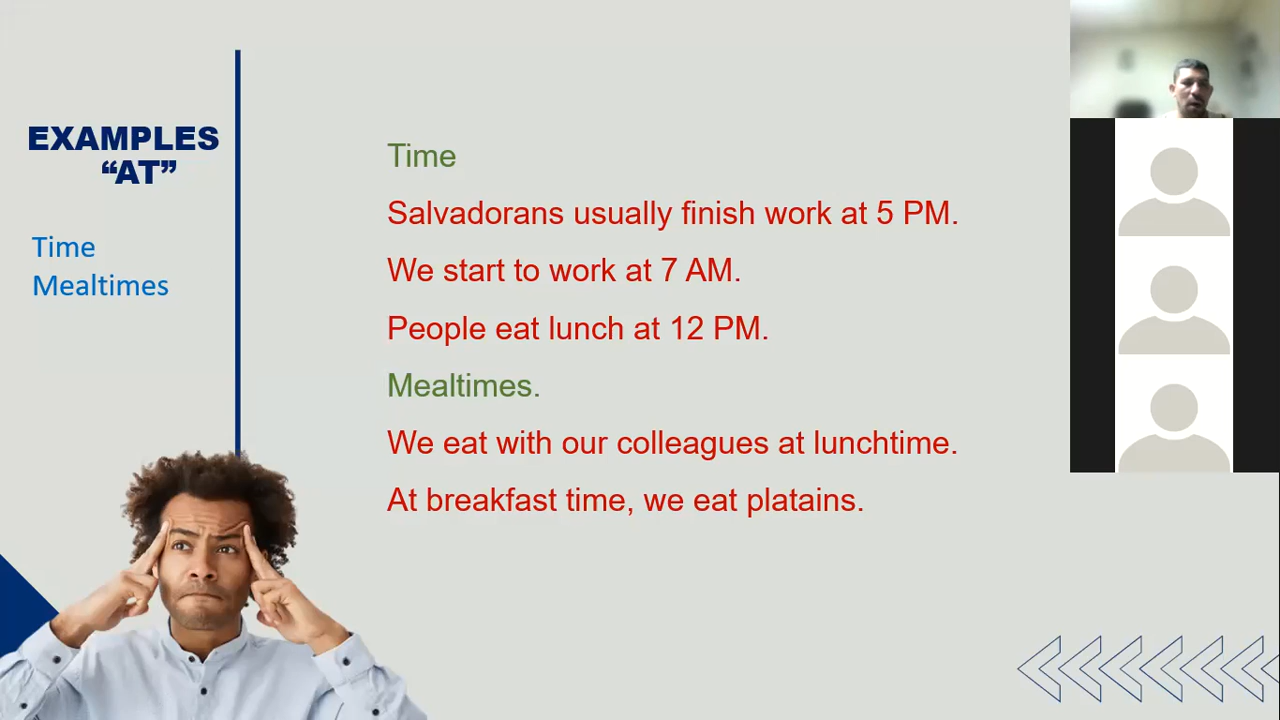 EXAMPLES
“AT”
Time
Mealtimes
Time
Salvadorans usually finish work at 5 PM.
We start to work at 7 AM.
People eat lunch at 12 PM.
Mealtimes.
We eat with our colleagues at lunchtime.
At breakfast time, we eat platains.